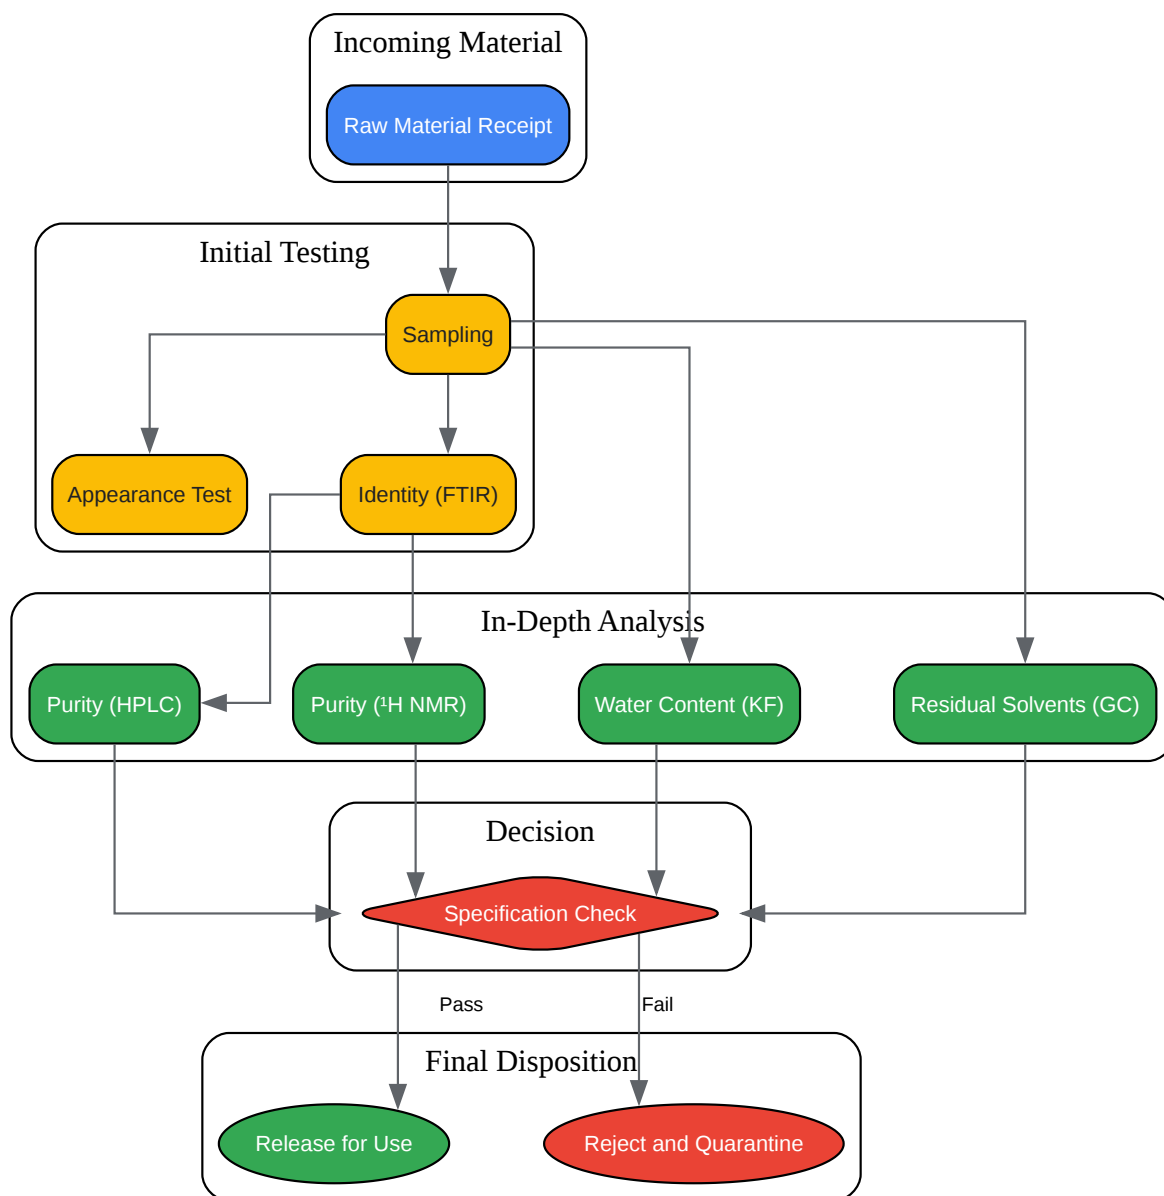 Incoming Material
Raw Material Receipt
Initial Testing
Sampling
Appearance Test
Identity (FTIR)
In-Depth Analysis
Purity (HPLC)
Purity (¹H NMR)
Water Content (KF)
Residual Solvents (GC)
Decision
Specification Check
Pass
Fail
Final Disposition
Release for Use
Reject and Quarantine